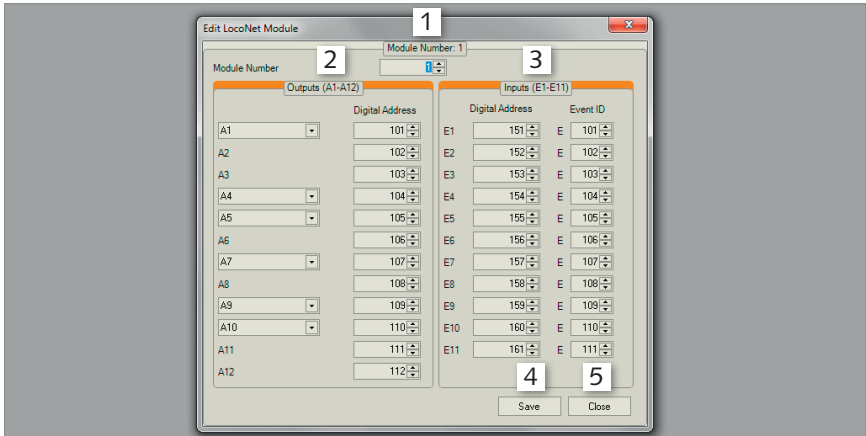 1
Edit LocoNet Module
Module Number: 1
2
3
Module Number 1
Outputs (A1-A12)
Inputs (E1-E11)
Digital Address
Digital Address Event ID
A1 101 E1 151 E 101
A2 102 E2 152 E 102
A3 103 E3 153 E 103
A4 104 E4 154 E 104
A5 105 E5 155 E 105
A6 106 E6 156 E 106
A7 107 E7 157 E 107
A8 108 E8 158 E 108
A9 109 E9 159 E 109
A10 110 E10 160 E 110
A11 111 E11 161 E 111
A12 112
4 5
Save Close